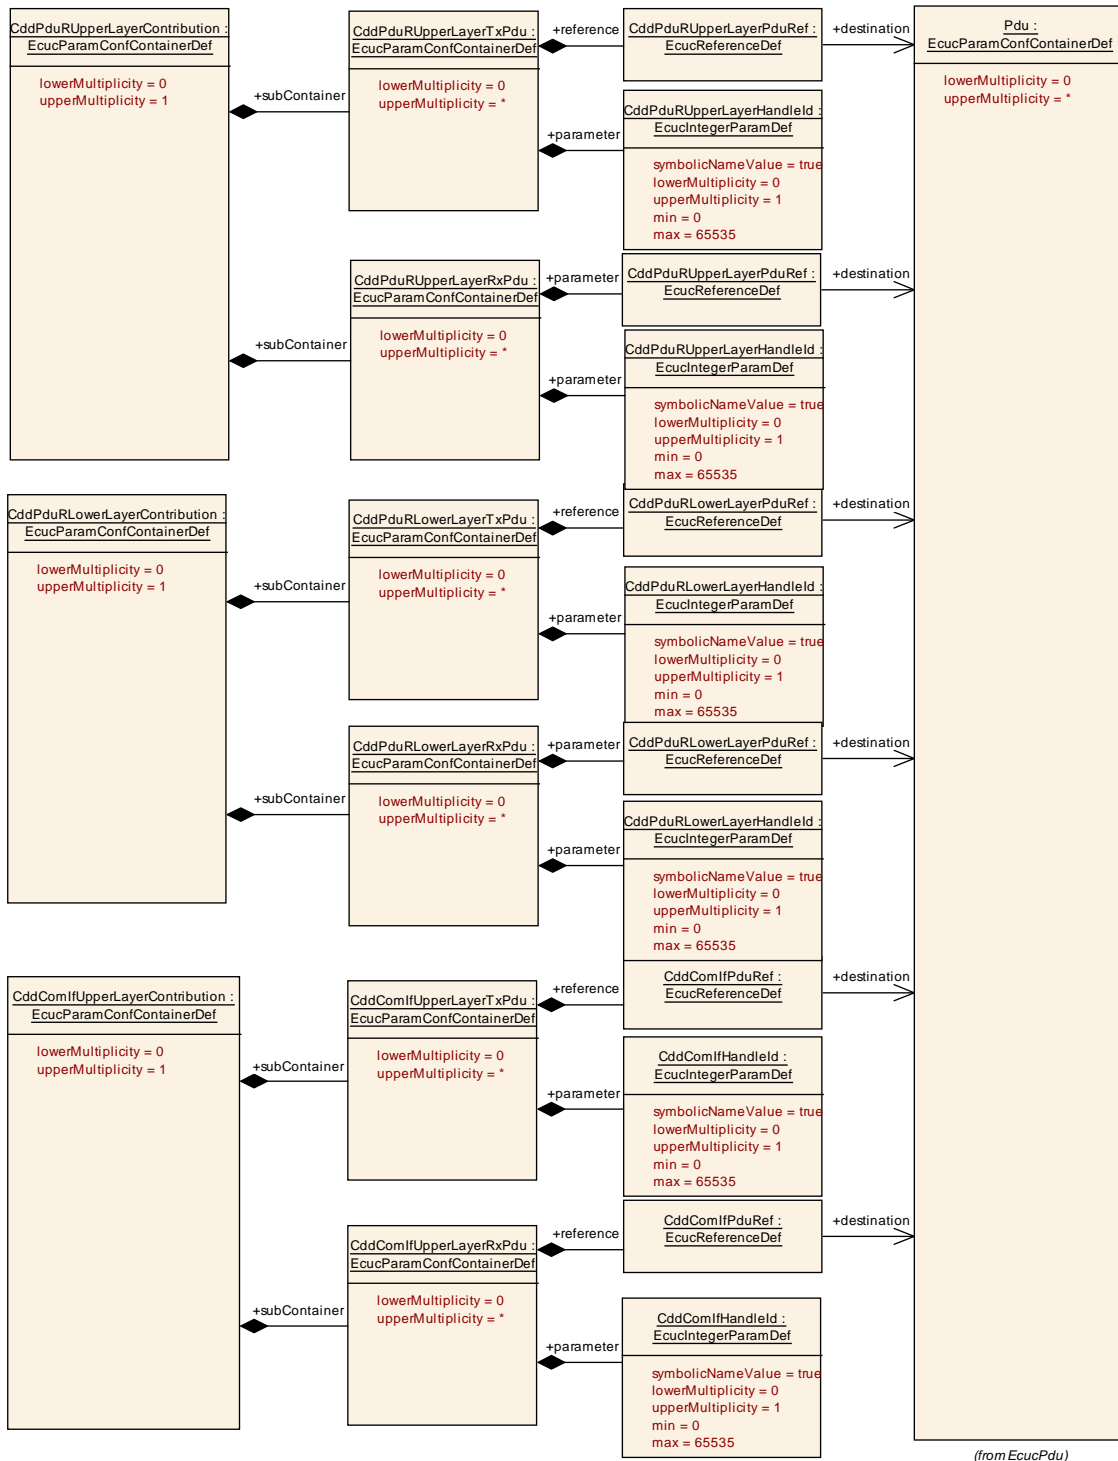 CddPduRUpperLayerContribution :
EcucParamConfContainerDef
lowerMultiplicity = 0
upperMultiplicity = 1
+subContainer
CddPduRUpperLayerTxPdu :
EcucParamConfContainerDef
lowerMultiplicity = 0
upperMultiplicity = *
+reference
CddPduRUpperLayerPduRef :
EcucReferenceDef
+destination
Pdu :
EcucParamConfContainerDef
lowerMultiplicity = 0
upperMultiplicity = *
+parameter
CddPduRUpperLayerHandleId :
EcucIntegerParamDef
symbolicNameValue = true
lowerMultiplicity = 0
upperMultiplicity = 1
min = 0
max = 65535
+subContainer
CddPduRUpperLayerRxPdu :
EcucParamConfContainerDef
lowerMultiplicity = 0
upperMultiplicity = *
+parameter
CddPduRUpperLayerPduRef :
EcucReferenceDef
+destination
+parameter
CddPduRUpperLayerHandleId :
EcucIntegerParamDef
symbolicNameValue = true
lowerMultiplicity = 0
upperMultiplicity = 1
min = 0
max = 65535
CddPduRLowerLayerContribution :
EcucParamConfContainerDef
lowerMultiplicity = 0
upperMultiplicity = 1
+subContainer
CddPduRLowerLayerTxPdu :
EcucParamConfContainerDef
lowerMultiplicity = 0
upperMultiplicity = *
+reference
CddPduRLowerLayerPduRef :
EcucReferenceDef
+destination
+parameter
CddPduRLowerLayerHandleId :
EcucIntegerParamDef
symbolicNameValue = true
lowerMultiplicity = 0
upperMultiplicity = 1
min = 0
max = 65535
+subContainer
CddPduRLowerLayerRxPdu :
EcucParamConfContainerDef
lowerMultiplicity = 0
upperMultiplicity = *
+parameter
CddPduRLowerLayerPduRef :
EcucReferenceDef
+destination
+parameter
CddPduRLowerLayerHandleId :
EcucIntegerParamDef
symbolicNameValue = true
lowerMultiplicity = 0
upperMultiplicity = 1
min = 0
max = 65535
CddComIfUpperLayerContribution :
EcucParamConfContainerDef
lowerMultiplicity = 0
upperMultiplicity = 1
+subContainer
CddComIfUpperLayerTxPdu :
EcucParamConfContainerDef
lowerMultiplicity = 0
upperMultiplicity = *
+reference
CddComIfPduRef :
EcucReferenceDef
+destination
+parameter
CddComIfHandleId :
EcucIntegerParamDef
symbolicNameValue = true
lowerMultiplicity = 0
upperMultiplicity = 1
min = 0
max = 65535
+subContainer
CddComIfUpperLayerRxPdu :
EcucParamConfContainerDef
lowerMultiplicity = 0
upperMultiplicity = *
+reference
CddComIfPduRef :
EcucReferenceDef
+destination
+parameter
CddComIfHandleId :
EcucIntegerParamDef
symbolicNameValue = true
lowerMultiplicity = 0
upperMultiplicity = 1
min = 0
max = 65535
(from EcucPdu)